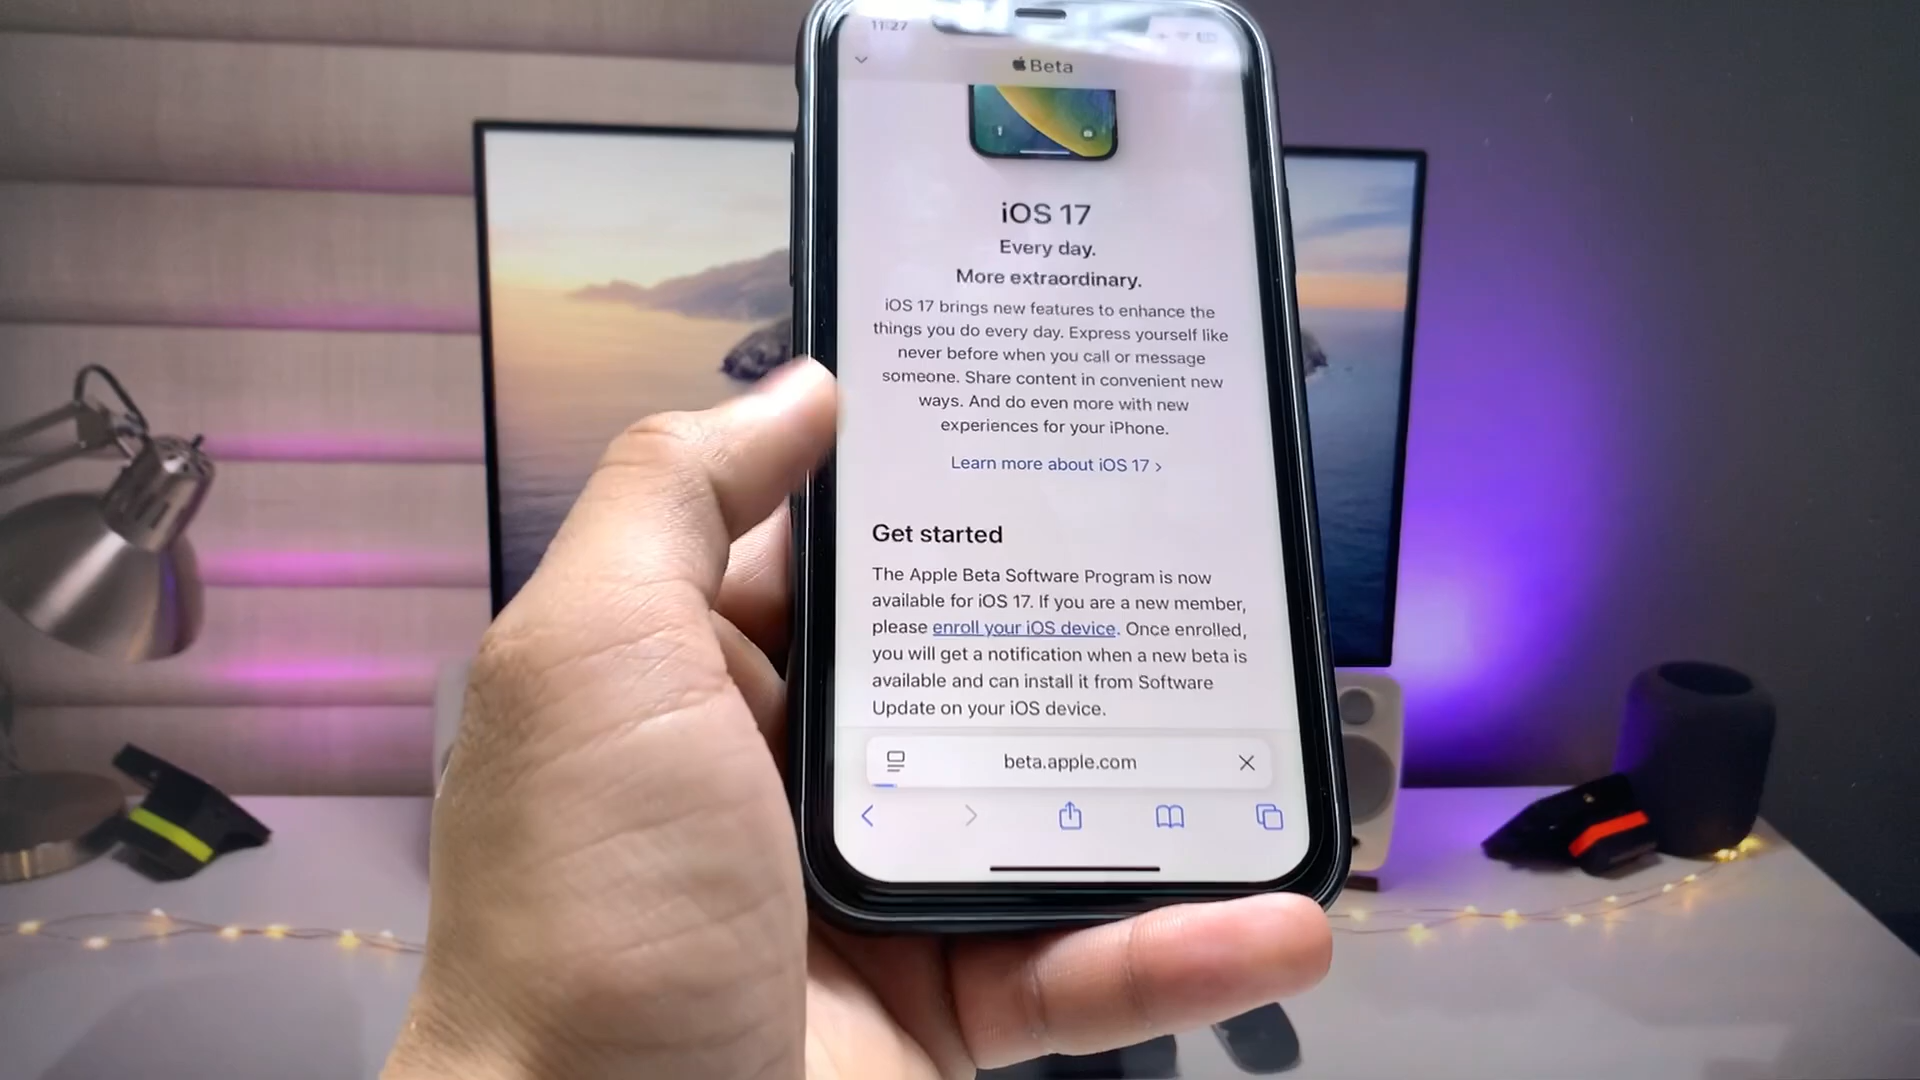 11:27
Beta
iOS 17
Every day.
More extraordinary.
iOS 17 brings new features to enhance the
things you do every day. Express yourself like
never before when you call or message
someone. Share content in convenient new
ways. And do even more with new
experiences for your iPhone.
Learn more about iOS 17 >
Get started
The Apple Beta Software Program is now
available for iOS 17. If you are a new member,
please enroll your iOS device. Once enrolled,
you will get a notification when a new beta is
available and can install it from Software
Update on your iOS device.
beta.apple.com